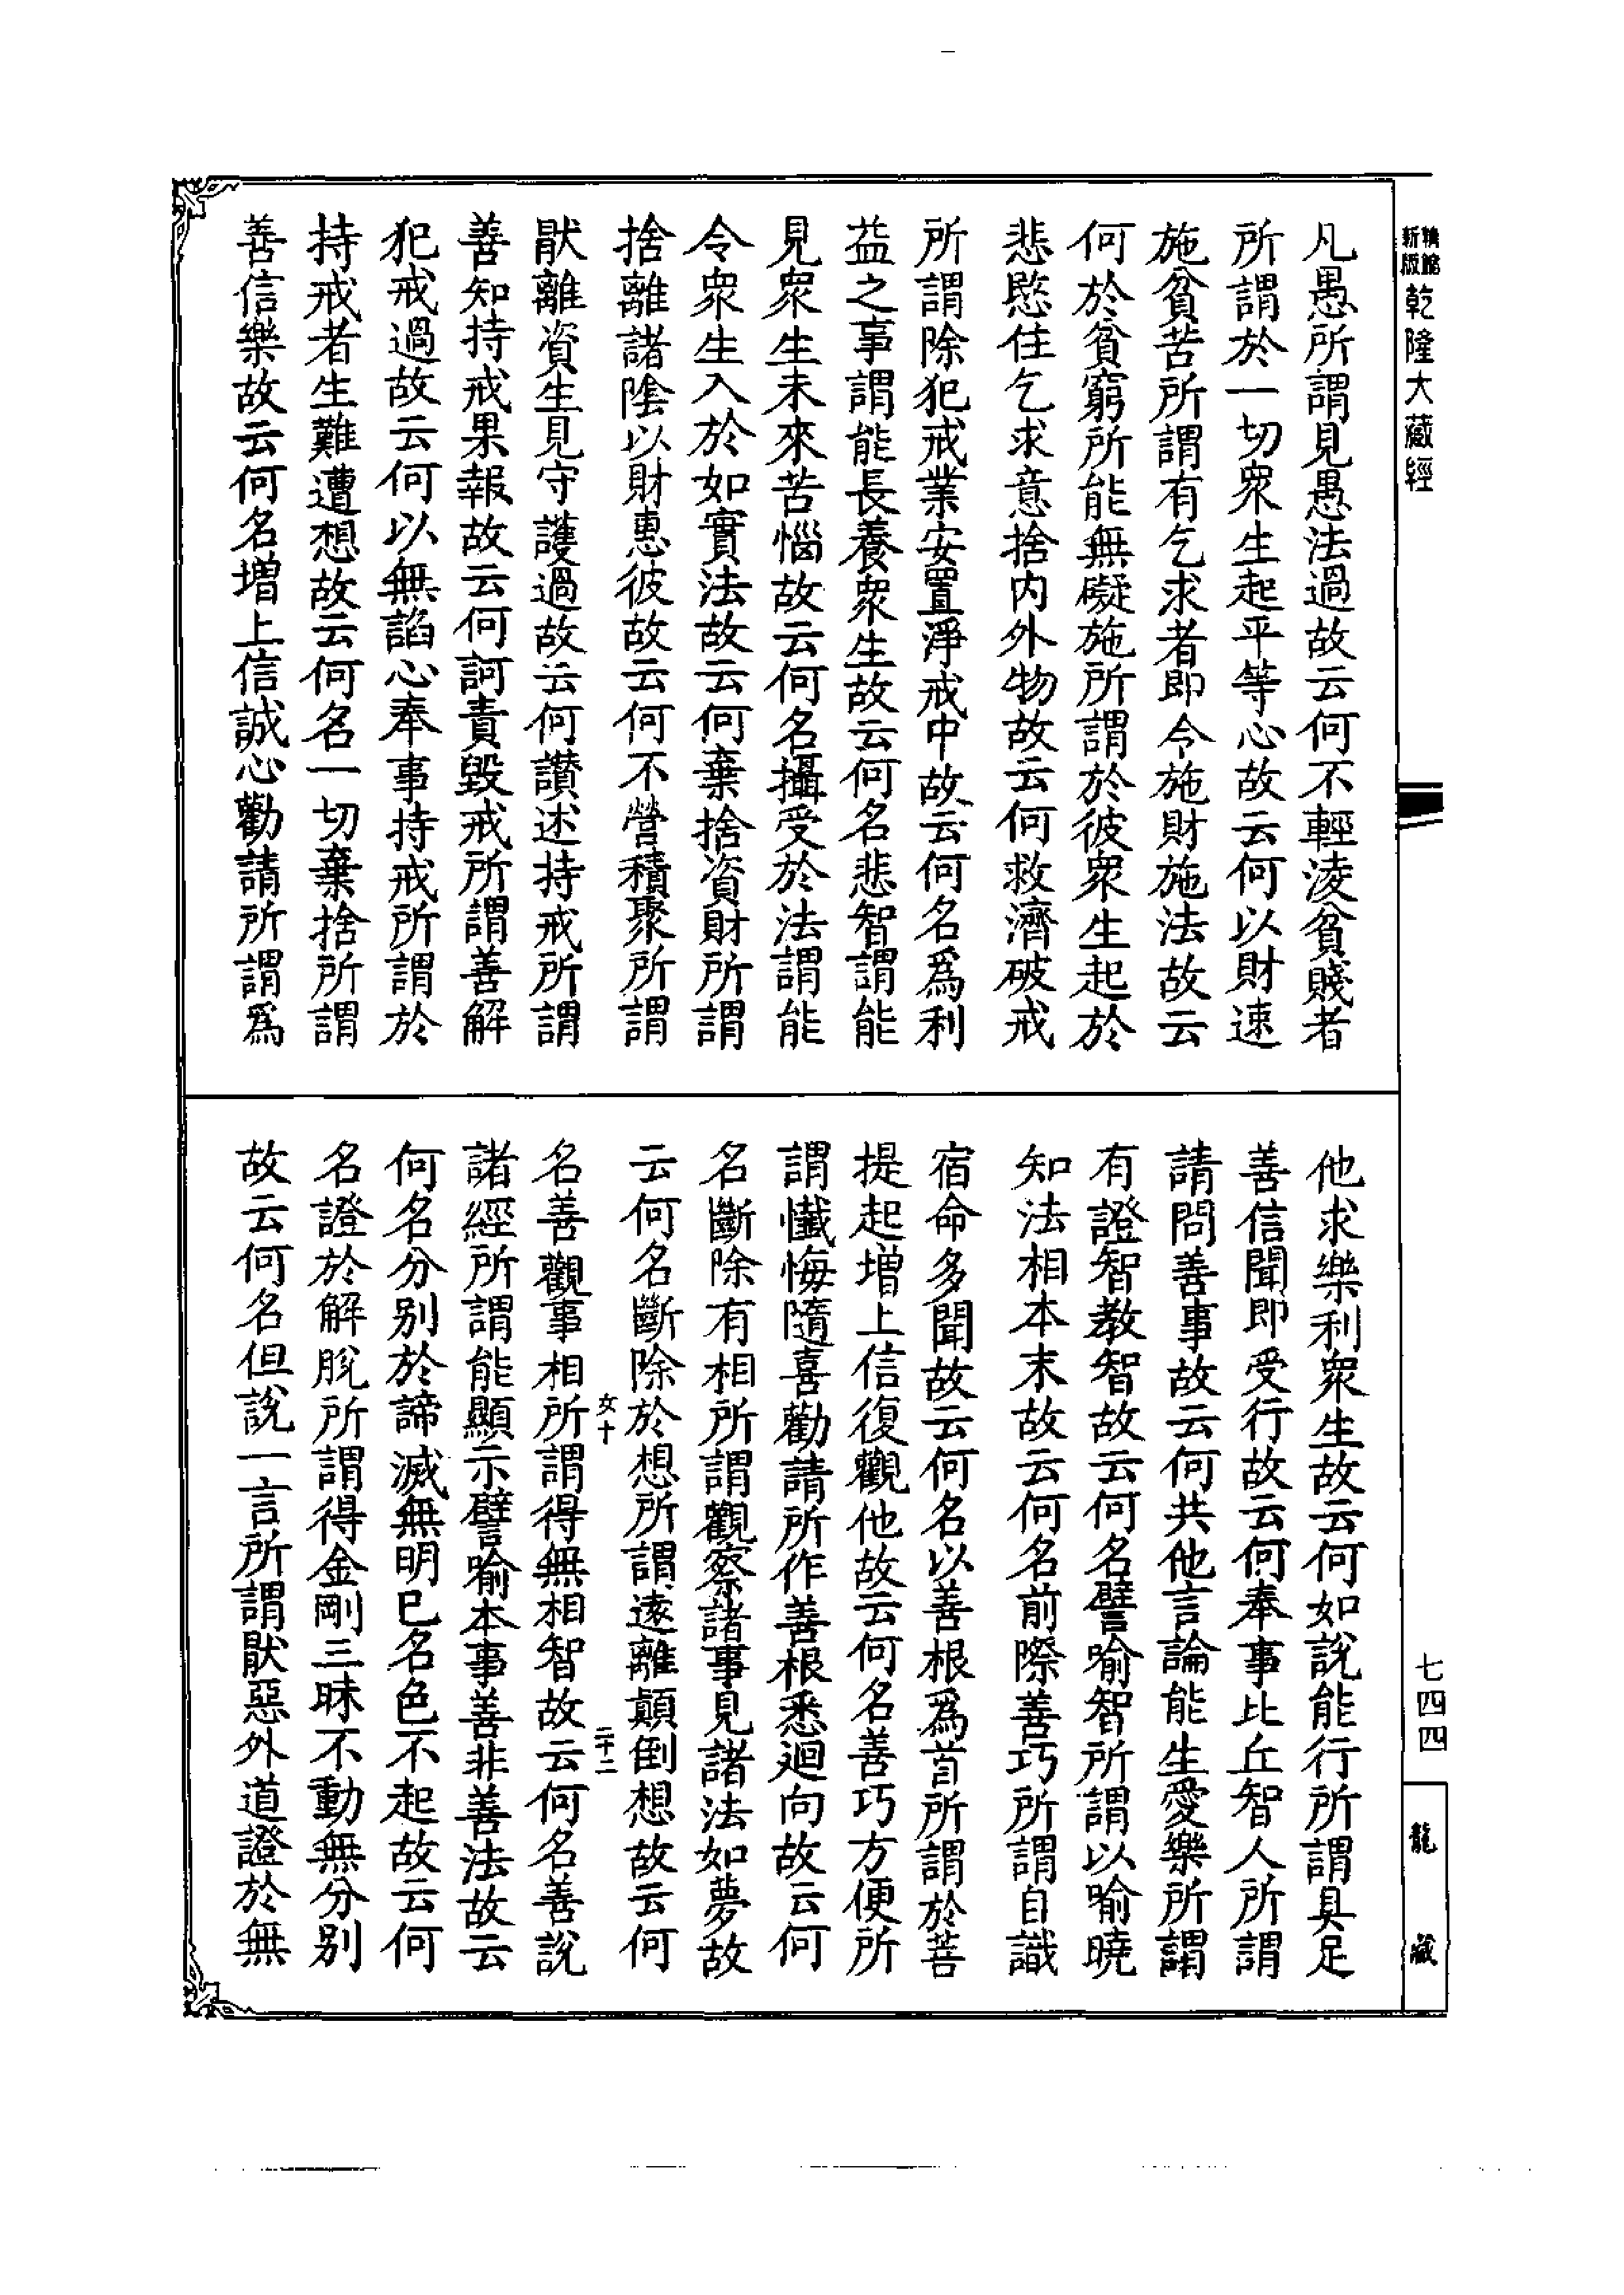 新版精縮
乾隆大藏經
凡愚所謂見愚法過故云何不輕淩貧賤者
所謂於一切衆生起平等心故云何以財速
施貧苦所謂有乞求者即令施財施法故云
何於貧窮所能無礙施所謂於彼衆生起於
悲愍住乞求意捨内外物故云何救濟破戒
所謂除犯戒業安置淨戒中故云何名爲利
益之事謂能長養衆生故云何名悲智謂能
見衆生未來苦惱故云何名攝受於法謂能
令衆生入於如實法故云何棄捨資財所謂
捨離諸陰以財惠彼故云何不營積聚所謂
猒離資生見守護過故云何讃述持戒所謂
善知持戒果報故云何訶責毀戒所謂善解
犯戒過故云何以無諂心奉事持戒所謂於
持戒者生難遭想故云何名一切棄捨所謂
善信樂故云何名增上信誠心勸請所謂爲
他求樂利衆生故云何如說能行所謂具足
善信聞即受行故云何奉事比丘智人所謂
請問善事故云何共他言論能生愛樂所謂
有證智教智故云何名譬喻智所謂以喻曉
知法相本末故云何名前際善巧所謂自識
宿命多聞故云何名以善根爲首所謂於菩
提起增上信復觀他故云何名善巧方便所
謂懺悔隨喜勸請所作善根悉迴向故云何
名斷除有相所謂觀察諸事見諸法如夢故
云何名斷除於想所謂遠離顛倒想故云何
女十
二十二
名善觀事相所謂得無相智故云何名善說
諸經所謂能顯示譬喻本事善非善法故云
何名分別於諦滅無明已名色不起故云何
名證於解脫所謂得金剛三昧不動無分別
故云何名但說一言所謂猒惡外道證於無
七四四
龍藏